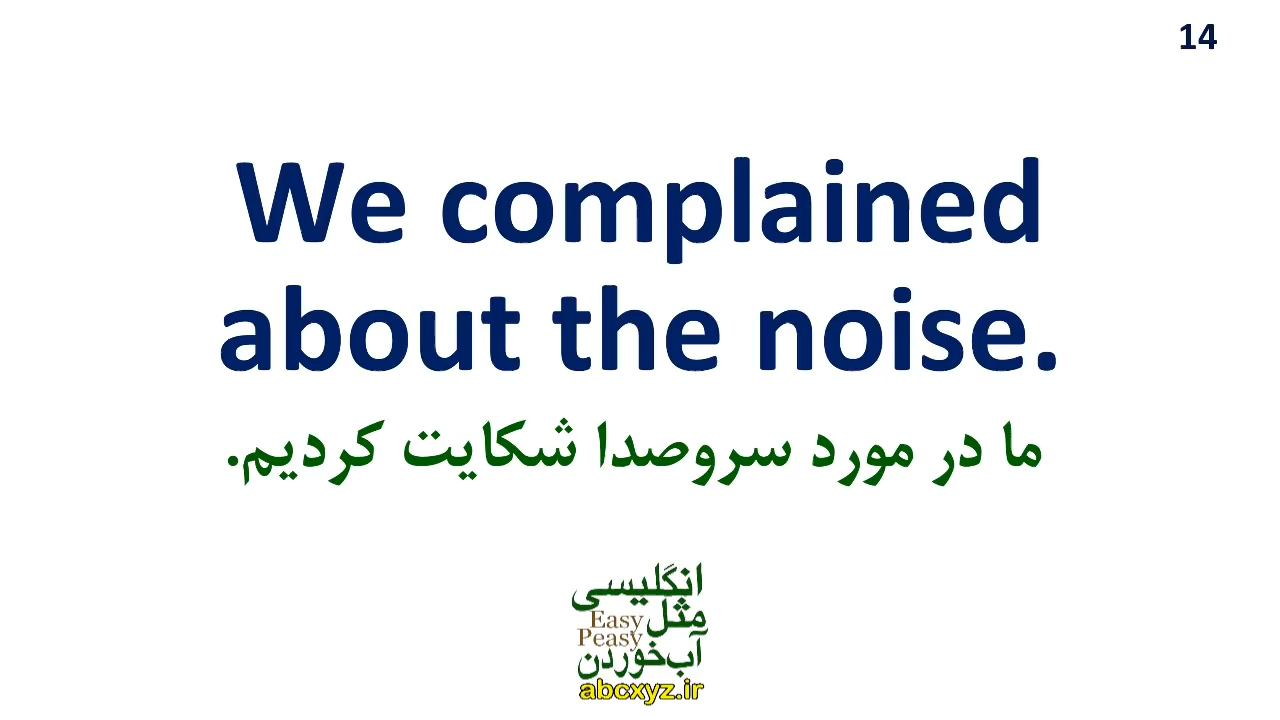 14
We complained
about the noise.
ما در مورد سروصدا شکایت کردیم.
انگلیسی
مثل
Easy
Peasy
آب‌خوردن
abcxyz.ir